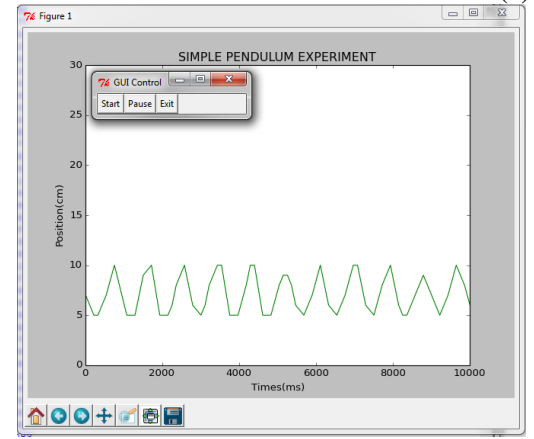 Figure 1
SIMPLE PENDULUM EXPERIMENT
GUI Control
Start Pause Exit
30
25
20
15
10
5
0
Position(cm)
0 2000 4000 6000 8000 10000
Times(ms)